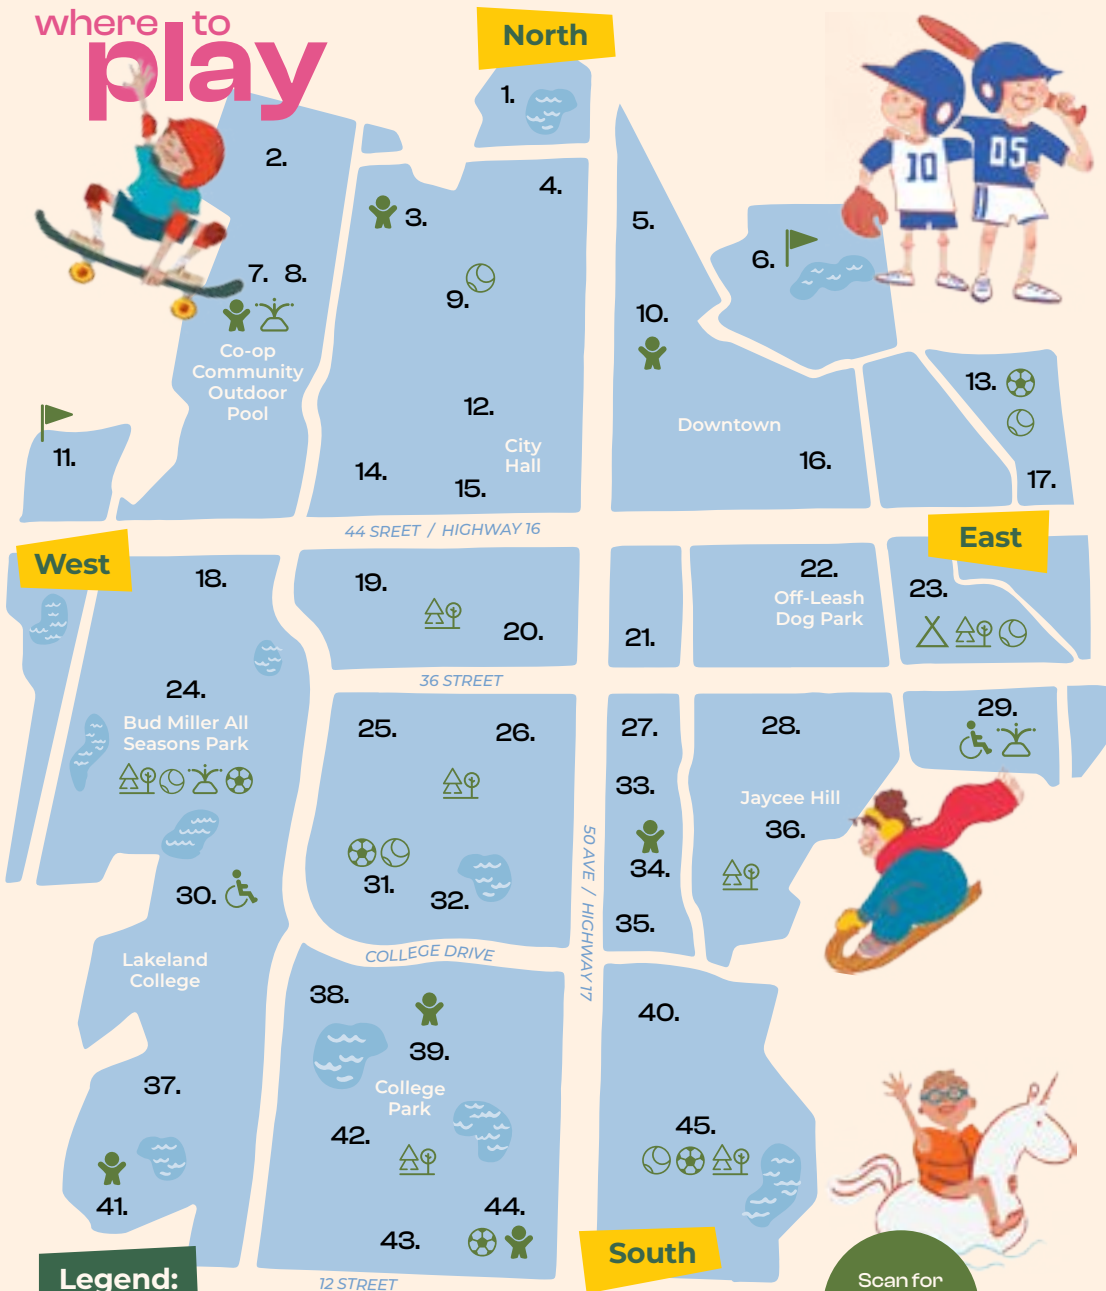 where to
play
North
1.
2.
3.
4.
5.
6.
10
05
7. 8.
9.
10.
Co-op
Community
Outdoor
Pool
11.
12.
13.
City
Hall
Downtown
14.
15.
16.
17.
44 SREET / HIGHWAY 16
West
East
18.
19.
20.
21.
22.
Off-Leash
Dog Park
23.
36 STREET
24.
Bud Miller All
Seasons Park
25.
26.
27.
28.
29.
33.
Jaycee Hill
36.
34.
35.
30.
31.
32.
50 AVE / HIGHWAY 17
Lakeland
College
COLLEGE DRIVE
37.
38.
39.
College
Park
40.
41.
42.
43.
44.
45.
South
Legend:
12 STREET
Scan for